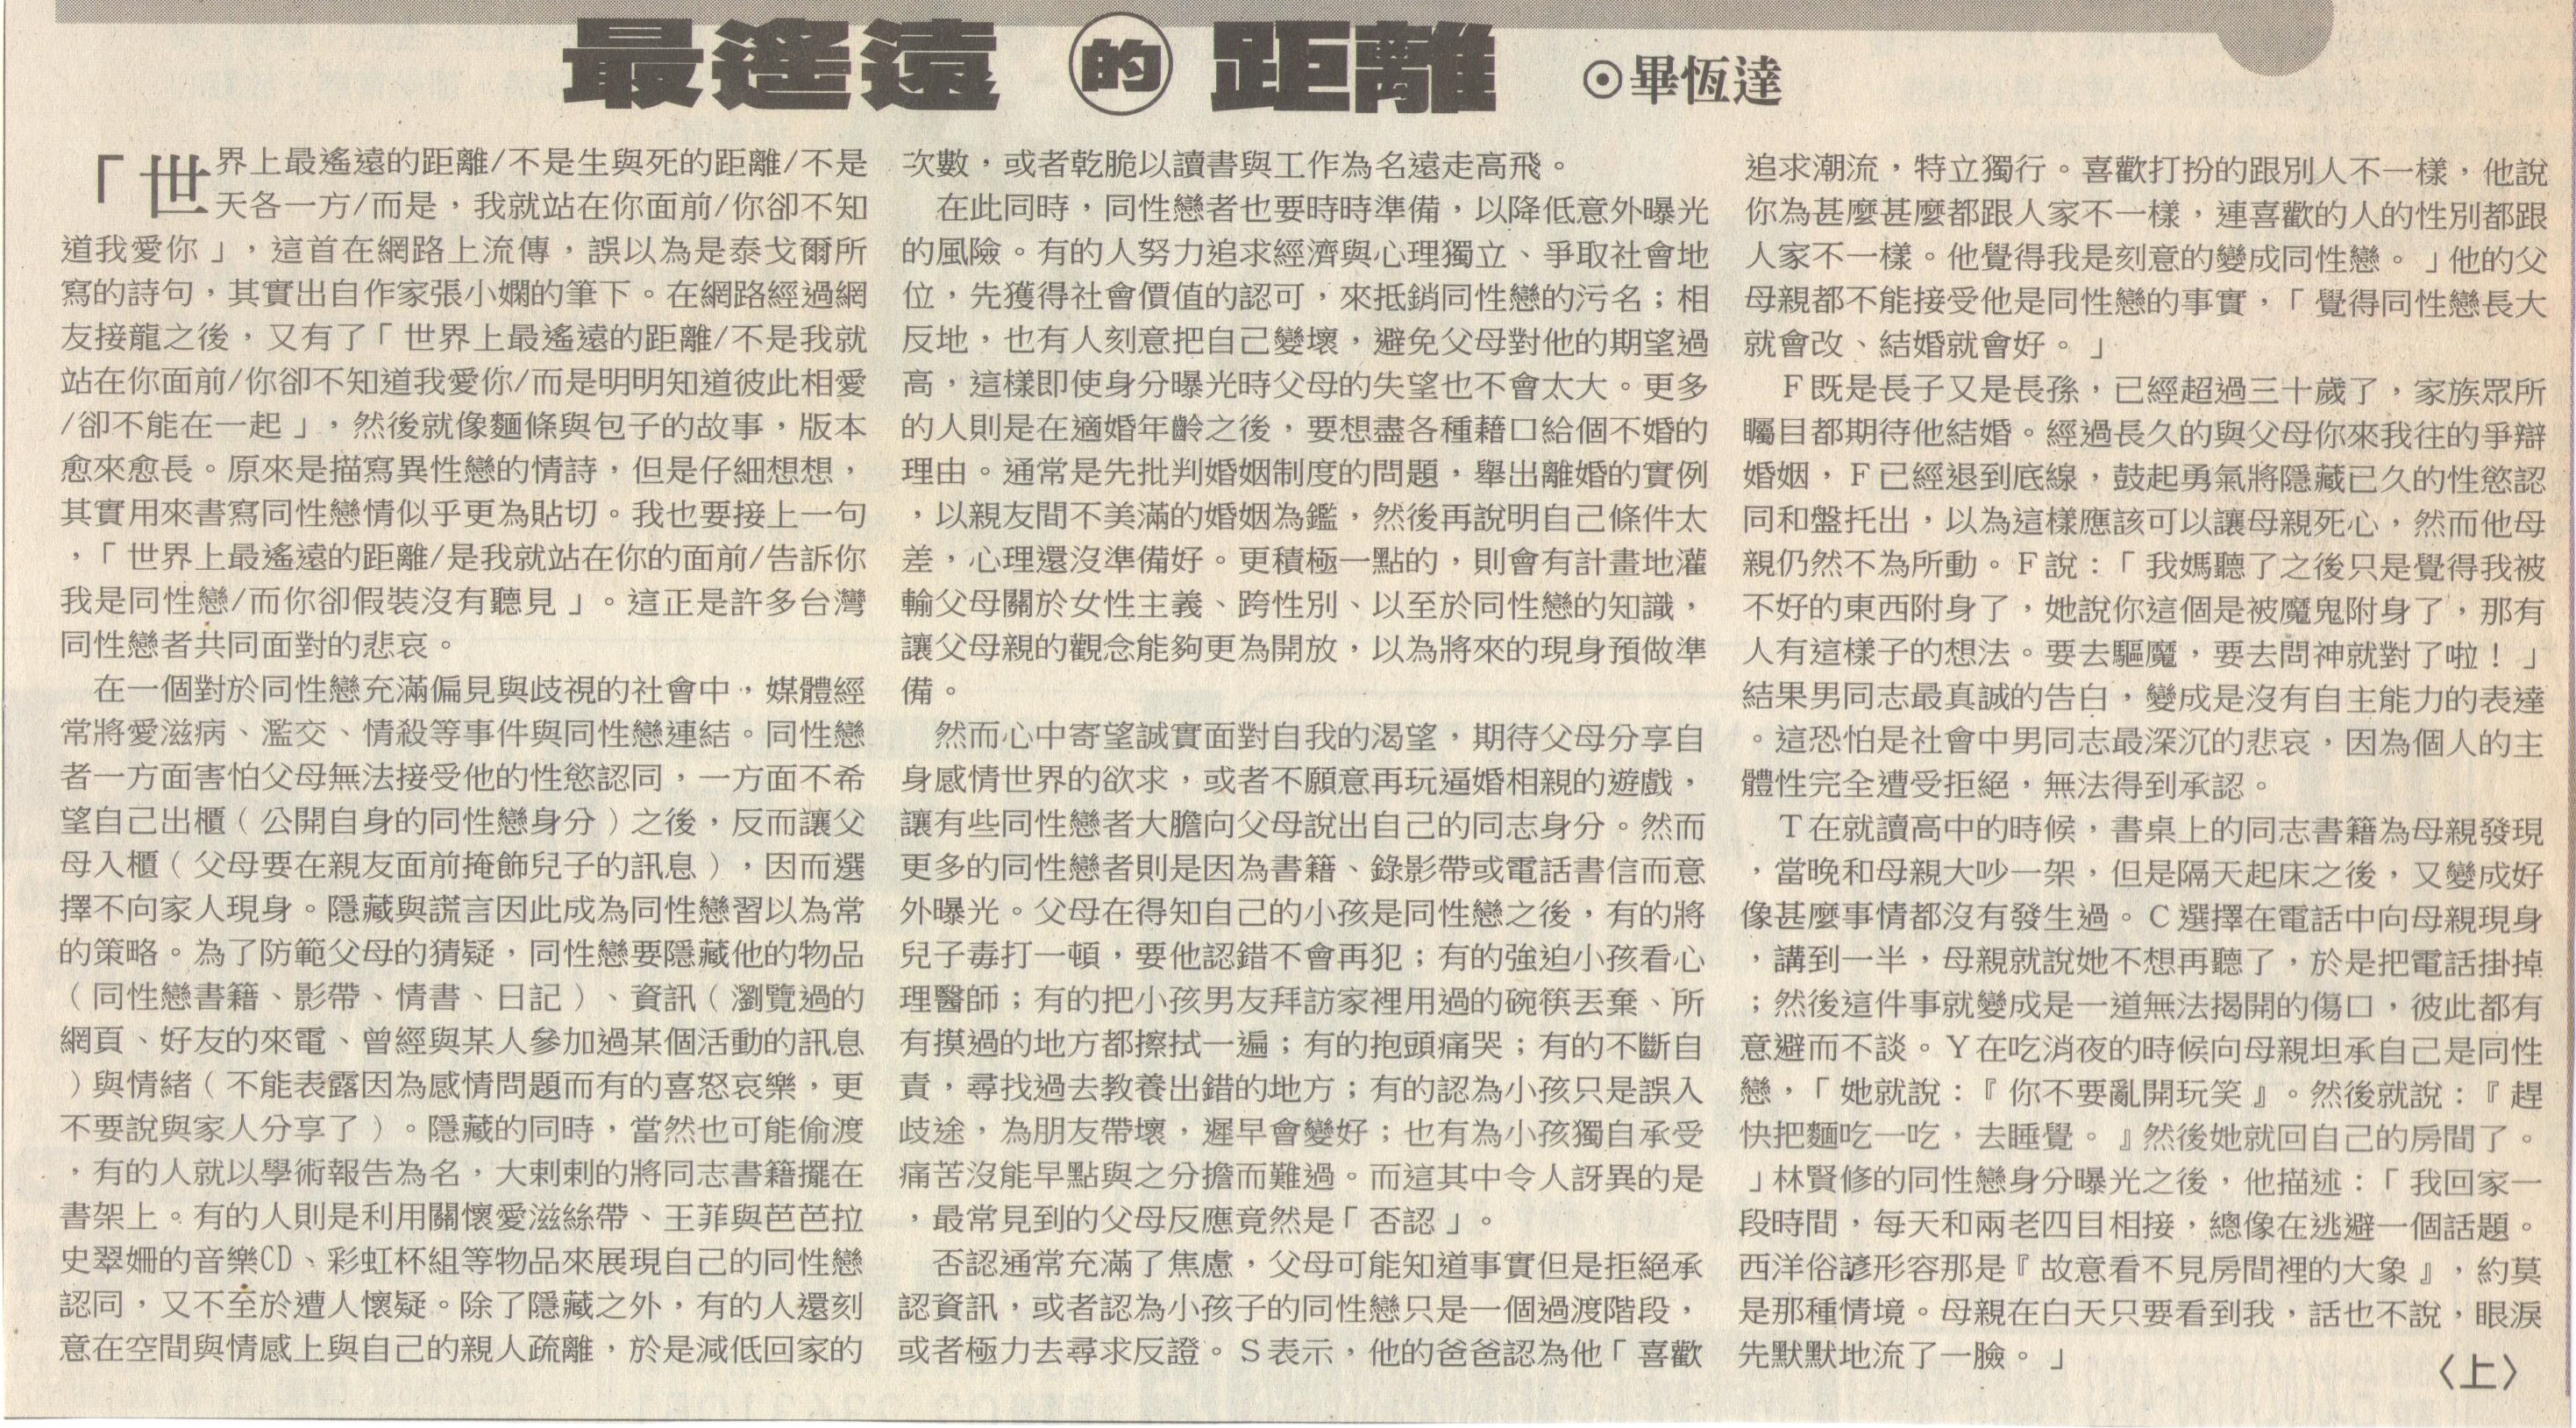 最遙遠的距離
⊙畢恆達
「世界上最遙遠的距離/不是生與死的距離/不是
天各一方/而是，我就站在你面前/你卻不知
道我愛你」，這首在網路上流傳，誤以為是泰戈爾所
寫的詩句，其實出自作家張小嫻的筆下。在網路經過網
友接龍之後，又有了「世界上最遙遠的距離/不是我就
站在你面前/你卻不知道我愛你/而是明明知道彼此相愛
/卻不能在一起」，然後就像麵條與包子的故事，版本
愈來愈長。原來是描寫異性戀的情詩，但是仔細想想，
其實用來書寫同性戀情似乎更為貼切。我也要接上一句
，「世界上最遙遠的距離/是我就站在你的面前/告訴你
我是同性戀/而你卻假裝沒有聽見」。這正是許多台灣
同性戀者共同面對的悲哀。
在一個對於同性戀充滿偏見與歧視的社會中，媒體經
常將愛滋病、濫交、情殺等事件與同性戀連結。同性戀
者一方面害怕父母無法接受他的性慾認同，一方面不希
望自己出櫃（公開自身的同性戀身分）之後，反而讓父
母入櫃（父母要在親友面前掩飾兒子的訊息），因而選
擇不向家人現身。隱藏與謊言因此成為同性戀習以為常
的策略。為了防範父母的猜疑，同性戀要隱藏他的物品
（同性戀書籍、影帶、情書、日記）、資訊（瀏覽過的
網頁、好友的來電、曾經與某人參加過某個活動的訊息
）與情緒（不能表露因為感情問題而有的喜怒哀樂，更
不要說與家人分享了）。隱藏的同時，當然也可能偷渡
，有的人就以學術報告為名，大剌剌的將同志書籍擺在
書架上。有的人則是利用關懷愛滋絲帶、王菲與芭芭拉
史翠姍的音樂CD、彩虹杯組等物品來展現自己的同性戀
認同，又不至於遭人懷疑。除了隱藏之外，有的人還刻
意在空間與情感上與自己的親人疏離，於是減低回家的
次數，或者乾脆以讀書與工作為名遠走高飛。
在此同時，同性戀者也要時時準備，以降低意外曝光
的風險。有的人努力追求經濟與心理獨立、爭取社會地
位，先獲得社會價值的認可，來抵銷同性戀的污名；相
反地，也有人刻意把自己變壞，避免父母對他的期望過
高，這樣即使身分曝光時父母的失望也不會太大。更多
的人則是在適婚年齡之後，要想盡各種藉口給個不婚的
理由。通常是先批判婚姻制度的問題，舉出離婚的實例
，以親友間不美滿的婚姻為鑑，然後再說明自己條件太
差，心理還沒準備好。更積極一點的，則會有計畫地灌
輸父母關於女性主義、跨性別、以至於同性戀的知識，
讓父母親的觀念能夠更為開放，以為將來的現身預做準
備。
然而心中寄望誠實面對自我的渴望，期待父母分享自
身感情世界的欲求，或者不願意再玩逼婚相親的遊戲，
讓有些同性戀者大膽向父母說出自己的同志身分。然而
更多的同性戀者則是因為書籍、錄影帶或電話書信而意
外曝光。父母在得知自己的小孩是同性戀之後，有的將
兒子毒打一頓，要他認錯不會再犯；有的強迫小孩看心
理醫師；有的把小孩男友拜訪家裡用過的碗筷丟棄、所
有摸過的地方都擦拭一遍；有的抱頭痛哭；有的不斷自
責，尋找過去教養出錯的地方；有的認為小孩只是誤入
歧途，為朋友帶壞，遲早會變好；也有為小孩獨自承受
痛苦沒能早點與之分擔而難過。而這其中令人訝異的是
，最常見到的父母反應竟然是「否認」。
否認通常充滿了焦慮，父母可能知道事實但是拒絕承
認資訊，或者認為小孩子的同性戀只是一個過渡階段，
或者極力去尋求反證。Ｓ表示，他的爸爸認為他「喜歡
追求潮流，特立獨行。喜歡打扮的跟別人不一樣，他說
你為甚麼甚麼都跟人家不一樣，連喜歡的人的性別都跟
人家不一樣。他覺得我是刻意的變成同性戀。」他的父
母親都不能接受他是同性戀的事實，「覺得同性戀長大
就會改、結婚就會好。」
Ｆ既是長子又是長孫，已經超過三十歲了，家族眾所
矚目都期待他結婚。經過長久的與父母你來我往的爭辯
婚姻，Ｆ已經退到底線，鼓起勇氣將隱藏已久的性慾認
同和盤托出，以為這樣應該可以讓母親死心，然而他母
親仍然不為所動。Ｆ說：「我媽聽了之後只是覺得我被
不好的東西附身了，她說你這個是被魔鬼附身了，那有
人有這樣子的想法。要去驅魔，要去問神就對了啦！」
結果男同志最真誠的告白，變成是沒有自主能力的表達
。這恐怕是社會中男同志最深沉的悲哀，因為個人的主
體性完全遭受拒絕，無法得到承認。
Ｔ在就讀高中的時候，書桌上的同志書籍為母親發現
，當晚和母親大吵一架，但是隔天起床之後，又變成好
像甚麼事情都沒有發生過。Ｃ選擇在電話中向母親現身
，講到一半，母親就說她不想再聽了，於是把電話掛掉
；然後這件事就變成是一道無法揭開的傷口，彼此都有
意避而不談。Ｙ在吃消夜的時候向母親坦承自己是同性
戀，「她就說：『你不要亂開玩笑』。然後就說：『趕
快把麵吃一吃，去睡覺。』然後她就回自己的房間了。
」林賢修的同性戀身分曝光之後，他描述：「我回家一
段時間，每天和兩老四目相接，總像在逃避一個話題。
西洋俗諺形容那是『故意看不見房間裡的大象』，約莫
是那種情境。母親在白天只要看到我，話也不說，眼淚
先默默地流了一臉。」
〈上〉